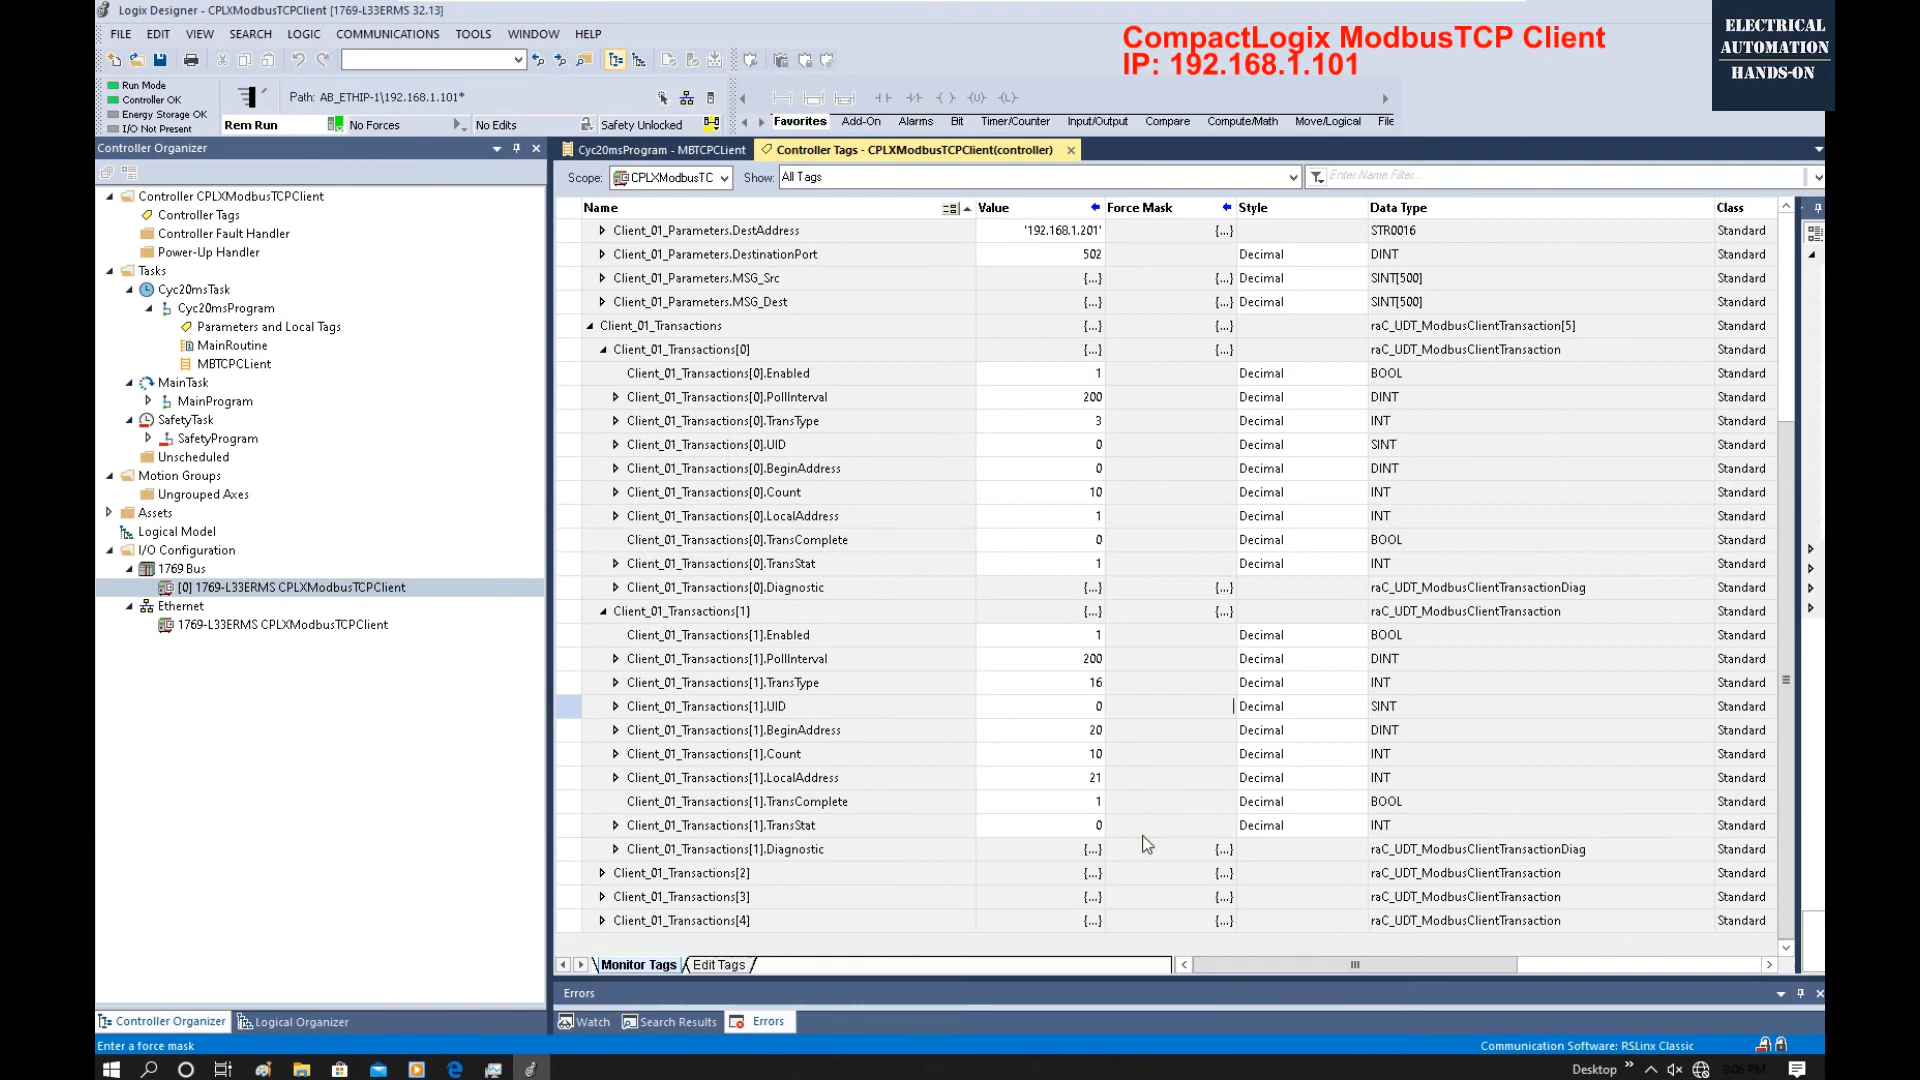 Logix Designer - CPLXModbusTCPClient [1769-L33ERMS 32.13]
FILE EDIT VIEW SEARCH LOGIC COMMUNICATIONS TOOLS WINDOW HELP
CompactLogix ModbusTCP Client
IP: 192.168.1.101
ELECTRICAL
AUTOMATION
HANDS-ON
Run Mode
Controller OK
Energy Storage OK
I/O Not Present
Path: AB_ETHIP-1\192.168.1.101*
Rem Run No Forces No Edits Safety Unlocked
Favorites Add-On Alarms Bit Timer/Counter Input/Output Compare Compute/Math Move/Logical File
Controller Organizer
Controller CPLXModbusTCPClient
Controller Tags
Controller Fault Handler
Power-Up Handler
Tasks
Cyc20msTask
Cyc20msProgram
Parameters and Local Tags
MainRoutine
MBTCPCLient
MainTask
MainProgram
SafetyTask
SafetyProgram
Unscheduled
Motion Groups
Ungrouped Axes
Assets
Logical Model
I/O Configuration
1769 Bus
[0] 1769-L33ERMS CPLXModbusTCPClient
Ethernet
1769-L33ERMS CPLXModbusTCPClient
Controller Organizer Logical Organizer
Cyc20msProgram - MBTCPCLient Controller Tags - CPLXModbusTCPClient(controller)
Scope: CPLXModbusTC Show: All Tags Enter Name Filter...
Name Value Force Mask Style Data Type Class
Client_01_Parameters.DestAddress '192.168.1.201' {...} STR0016 Standard
Client_01_Parameters.DestinationPort 502 Decimal DINT Standard
Client_01_Parameters.MSG_Src {...} {...} Decimal SINT[500] Standard
Client_01_Parameters.MSG_Dest {...} {...} Decimal SINT[500] Standard
Client_01_Transactions {...} {...} raC_UDT_ModbusClientTransaction[5] Standard
Client_01_Transactions[0] {...} {...} raC_UDT_ModbusClientTransaction Standard
Client_01_Transactions[0].Enabled 1 Decimal BOOL Standard
Client_01_Transactions[0].PollInterval 200 Decimal DINT Standard
Client_01_Transactions[0].TransType 3 Decimal INT Standard
Client_01_Transactions[0].UID 0 Decimal SINT Standard
Client_01_Transactions[0].BeginAddress 0 Decimal DINT Standard
Client_01_Transactions[0].Count 10 Decimal INT Standard
Client_01_Transactions[0].LocalAddress 1 Decimal INT Standard
Client_01_Transactions[0].TransComplete 0 Decimal BOOL Standard
Client_01_Transactions[0].TransStat 1 Decimal INT Standard
Client_01_Transactions[0].Diagnostic {...} {...} raC_UDT_ModbusClientTransactionDiag Standard
Client_01_Transactions[1] {...} {...} raC_UDT_ModbusClientTransaction Standard
Client_01_Transactions[1].Enabled 1 Decimal BOOL Standard
Client_01_Transactions[1].PollInterval 200 Decimal DINT Standard
Client_01_Transactions[1].TransType 16 Decimal INT Standard
Client_01_Transactions[1].UID 0 Decimal SINT Standard
Client_01_Transactions[1].BeginAddress 20 Decimal DINT Standard
Client_01_Transactions[1].Count 10 Decimal INT Standard
Client_01_Transactions[1].LocalAddress 21 Decimal INT Standard
Client_01_Transactions[1].TransComplete 1 Decimal BOOL Standard
Client_01_Transactions[1].TransStat 0 Decimal INT Standard
Client_01_Transactions[1].Diagnostic {...} {...} raC_UDT_ModbusClientTransactionDiag Standard
Client_01_Transactions[2] {...} {...} raC_UDT_ModbusClientTransaction Standard
Client_01_Transactions[3] {...} {...} raC_UDT_ModbusClientTransaction Standard
Client_01_Transactions[4] {...} {...} raC_UDT_ModbusClientTransaction Standard
Monitor Tags Edit Tags
Errors
Watch Search Results Errors
Enter a force mask Communication Software: RSLinx Classic
Desktop 9:06 PM